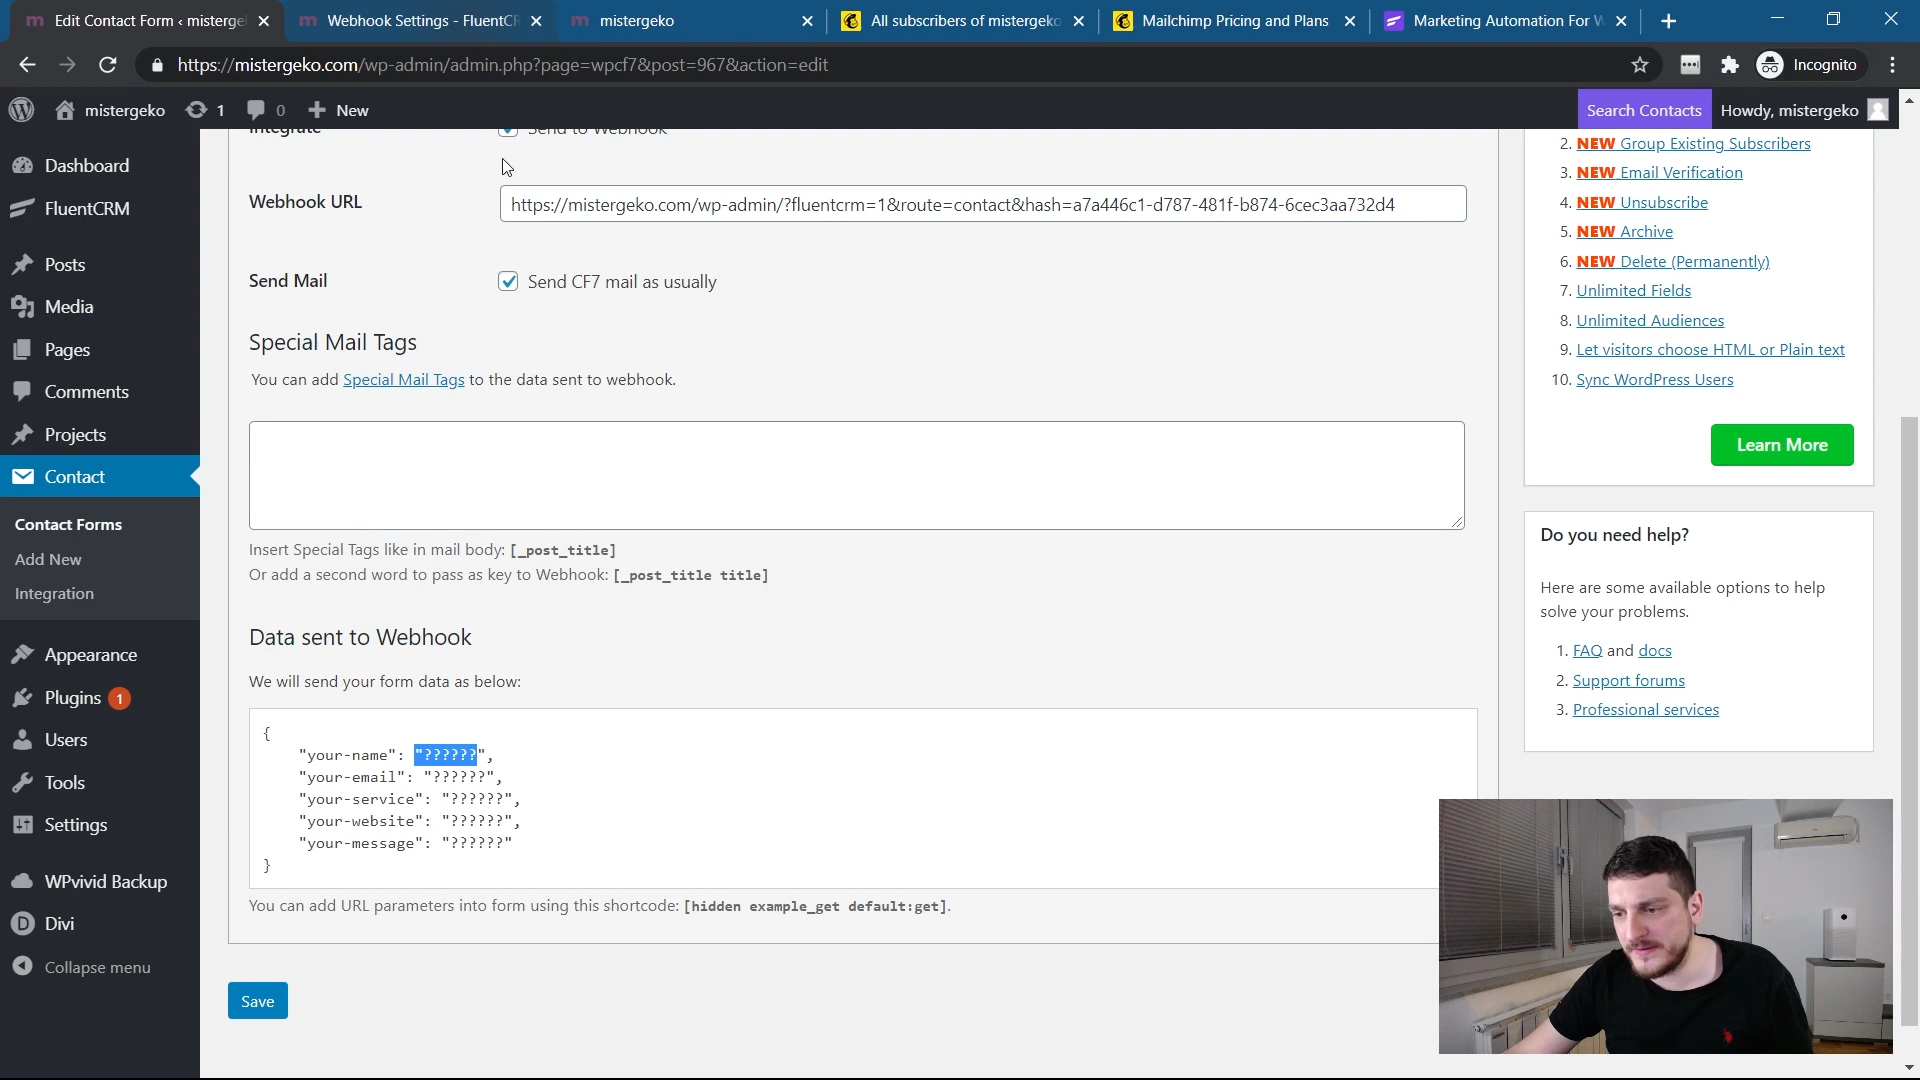 Edit Contact Form ‹ misterge
Webhook Settings - FluentCR
mistergeko
All subscribers of mistergeko
Mailchimp Pricing and Plans
Marketing Automation For W
https://mistergeko.com/wp-admin/admin.php?page=wpcf7&post=967&action=edit
Incognito
mistergeko
1
0
New
Search Contacts
Howdy, mistergeko
Dashboard
FluentCRM
Posts
Media
Pages
Comments
Projects
Contact
Contact Forms
Add New
Integration
Appearance
Plugins 1
Users
Tools
Settings
WPvivid Backup
Divi
Collapse menu
Integrate
Send to Webhook
Webhook URL
https://mistergeko.com/wp-admin/?fluentcrm=1&route=contact&hash=a7a446c1-d787-481f-b874-6cec3aa732d4
Send Mail
Send CF7 mail as usually
Special Mail Tags
You can add Special Mail Tags to the data sent to webhook.
Insert Special Tags like in mail body: [_post_title]
Or add a second word to pass as key to Webhook: [_post_title title]
Data sent to Webhook
We will send your form data as below:
{
"your-name": "??????",
"your-email": "??????",
"your-service": "??????",
"your-website": "??????",
"your-message": "??????"
}
You can add URL parameters into form using this shortcode: [hidden example_get default:get].
Save
2. NEW Group Existing Subscribers
3. NEW Email Verification
4. NEW Unsubscribe
5. NEW Archive
6. NEW Delete (Permanently)
7. Unlimited Fields
8. Unlimited Audiences
9. Let visitors choose HTML or Plain text
10. Sync WordPress Users
Learn More
Do you need help?
Here are some available options to help
solve your problems.
1. FAQ and docs
2. Support forums
3. Professional services